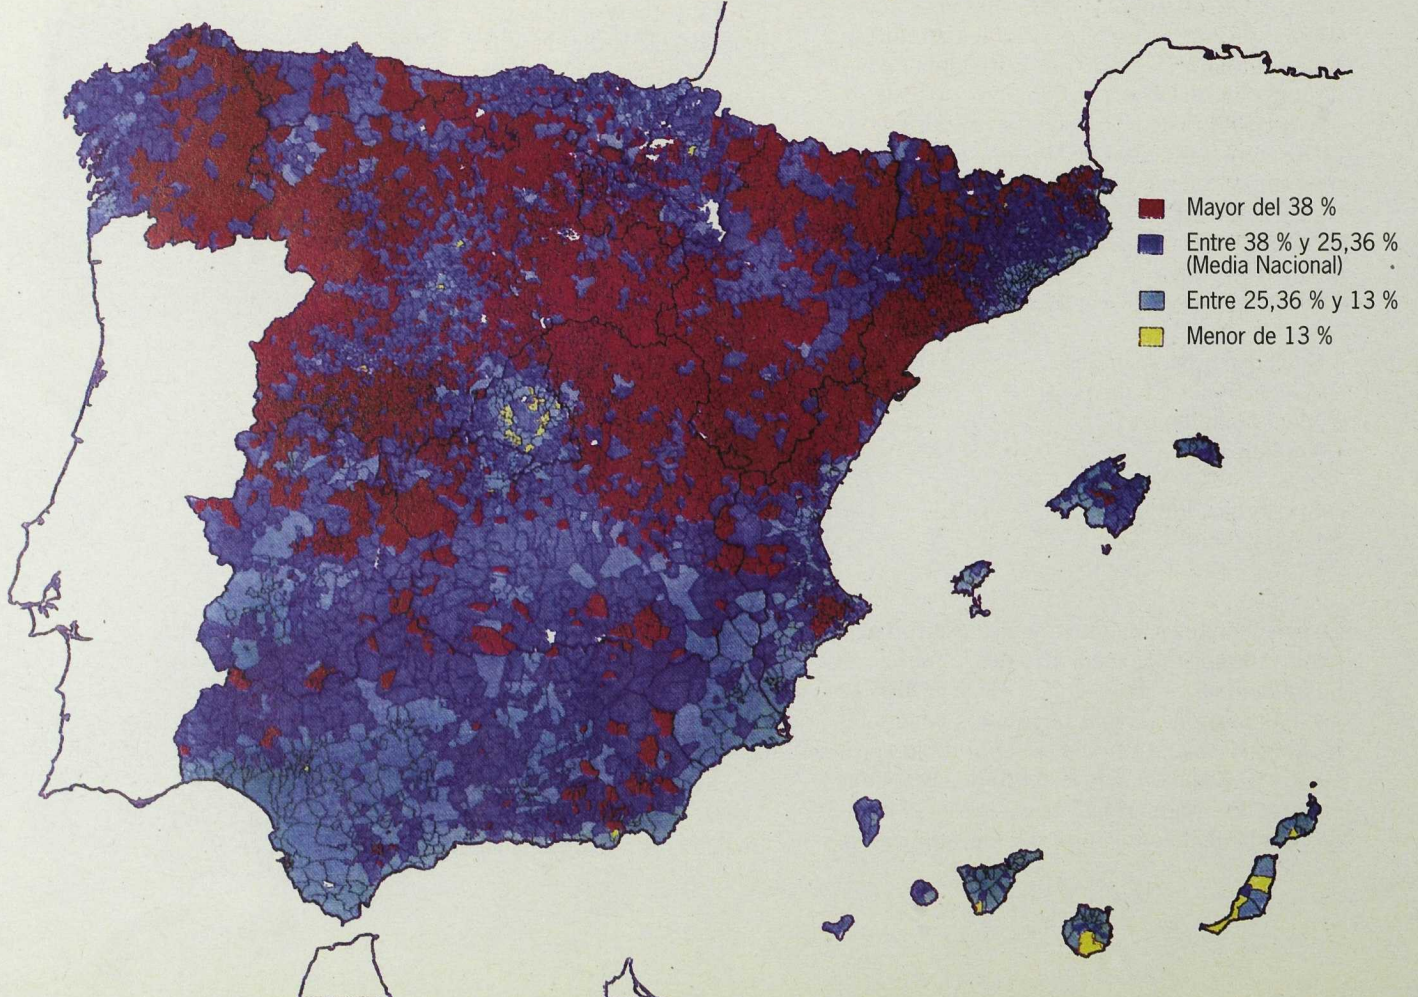 Mayor del 38 %
Entre 38 % y 25,36 %
(Media Nacional)
Entre 25,36 % y 13 %
Menor de 13 %